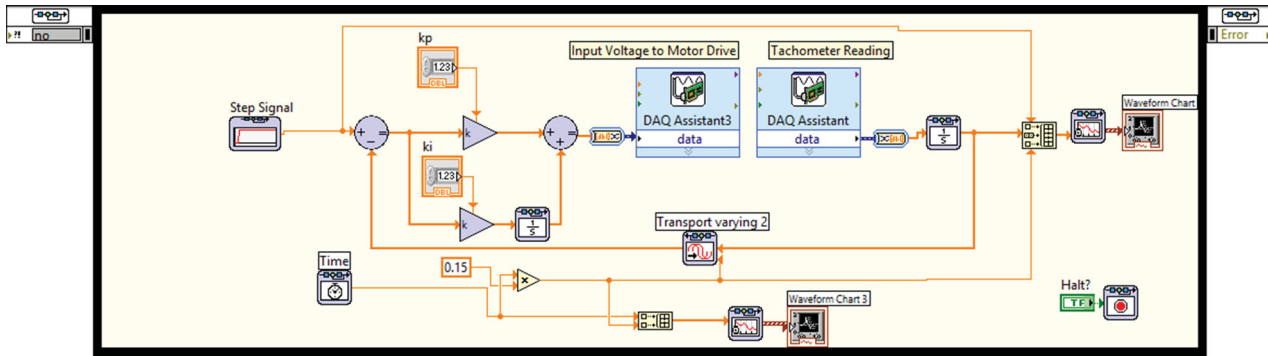 ?! no
Error
kp
1.23
DBL
Input Voltage to Motor Drive
Tachometer Reading
DAQ Assistant3
data
DAQ Assistant
data
Step Signal
+
−
=
k
+
+
=
1
s
Waveform Chart
ki
1.23
DBL
k
1
s
Transport varying 2
Time
0.15
×
Waveform Chart 3
Halt?
TF